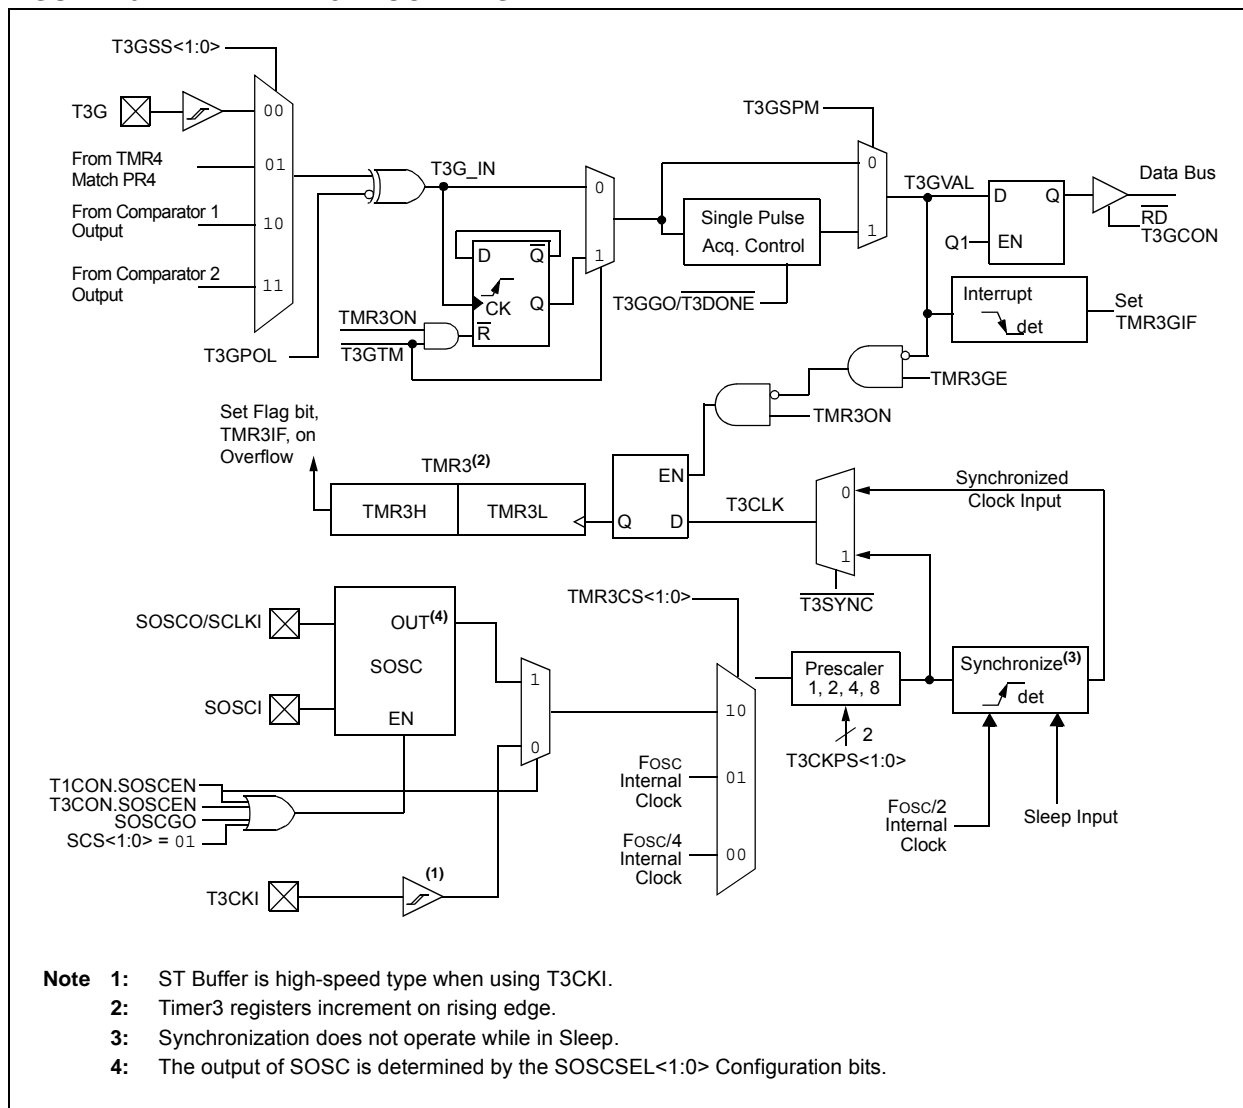 T3GSS<1:0>
T3G
00
From TMR4
Match PR4
01
From Comparator 1
Output
10
From Comparator 2
Output
11
T3GPOL
T3G_IN
0
1
D
Q
CK
Q
R
TMR3ON
T3GTM
T3GSPM
0
1
Single Pulse
Acq. Control
T3GGO/T3DONE
T3GVAL
D
Q
Q1
EN
Data Bus
RD
T3GCON
Interrupt
det
Set
TMR3GIF
TMR3GE
TMR3ON
Set Flag bit,
TMR3IF, on
Overflow
TMR3(2)
TMR3H
TMR3L
EN
Q
D
T3CLK
0
1
T3SYNC
Synchronized
Clock Input
SOSCO/SCLKI
OUT(4)
SOSC
SOSCI
EN
1
0
T1CON.SOSCEN
T3CON.SOSCEN
SOSCGO
SCS<1:0> = 01
T3CKI
(1)
TMR3CS<1:0>
10
FOSC
Internal
Clock
01
FOSC/4
Internal
Clock
00
Prescaler
1, 2, 4, 8
2
T3CKPS<1:0>
Synchronize(3)
det
FOSC/2
Internal
Clock
Sleep Input
Note 1: ST Buffer is high-speed type when using T3CKI.
2: Timer3 registers increment on rising edge.
3: Synchronization does not operate while in Sleep.
4: The output of SOSC is determined by the SOSCSEL<1:0> Configuration bits.